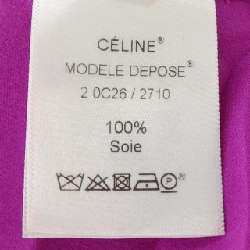 CÉLINE®
MODELE DEPOSE®
2 0C26 / 2710
100%
Soie